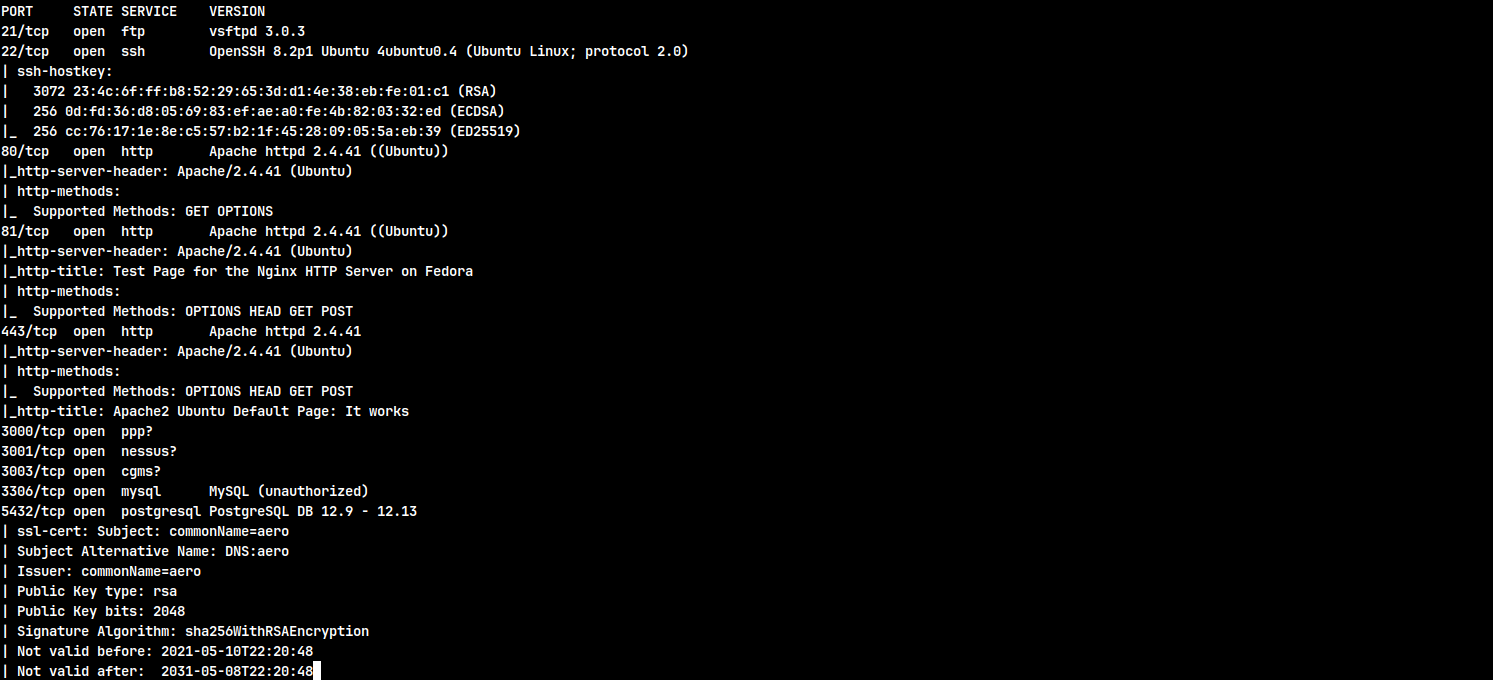 PORT     STATE SERVICE    VERSION
21/tcp   open  ftp        vsftpd 3.0.3
22/tcp   open  ssh        OpenSSH 8.2p1 Ubuntu 4ubuntu0.4 (Ubuntu Linux; protocol 2.0)
| ssh-hostkey:
|   3072 23:4c:6f:ff:b8:52:29:65:3d:d1:4e:38:eb:fe:01:c1 (RSA)
|   256 0d:fd:36:d8:05:69:83:ef:ae:a0:fe:4b:82:03:32:ed (ECDSA)
|_  256 cc:76:17:1e:8e:c5:57:b2:1f:45:28:09:05:5a:eb:39 (ED25519)
80/tcp   open  http       Apache httpd 2.4.41 ((Ubuntu))
|_http-server-header: Apache/2.4.41 (Ubuntu)
| http-methods:
|_  Supported Methods: GET OPTIONS
81/tcp   open  http       Apache httpd 2.4.41 ((Ubuntu))
|_http-server-header: Apache/2.4.41 (Ubuntu)
|_http-title: Test Page for the Nginx HTTP Server on Fedora
| http-methods:
|_  Supported Methods: OPTIONS HEAD GET POST
443/tcp  open  http       Apache httpd 2.4.41
|_http-server-header: Apache/2.4.41 (Ubuntu)
| http-methods:
|_  Supported Methods: OPTIONS HEAD GET POST
|_http-title: Apache2 Ubuntu Default Page: It works
3000/tcp open  ppp?
3001/tcp open  nessus?
3003/tcp open  cgms?
3306/tcp open  mysql      MySQL (unauthorized)
5432/tcp open  postgresql PostgreSQL DB 12.9 - 12.13
| ssl-cert: Subject: commonName=aero
| Subject Alternative Name: DNS:aero
| Issuer: commonName=aero
| Public Key type: rsa
| Public Key bits: 2048
| Signature Algorithm: sha256WithRSAEncryption
| Not valid before: 2021-05-10T22:20:48
| Not valid after:  2031-05-08T22:20:48